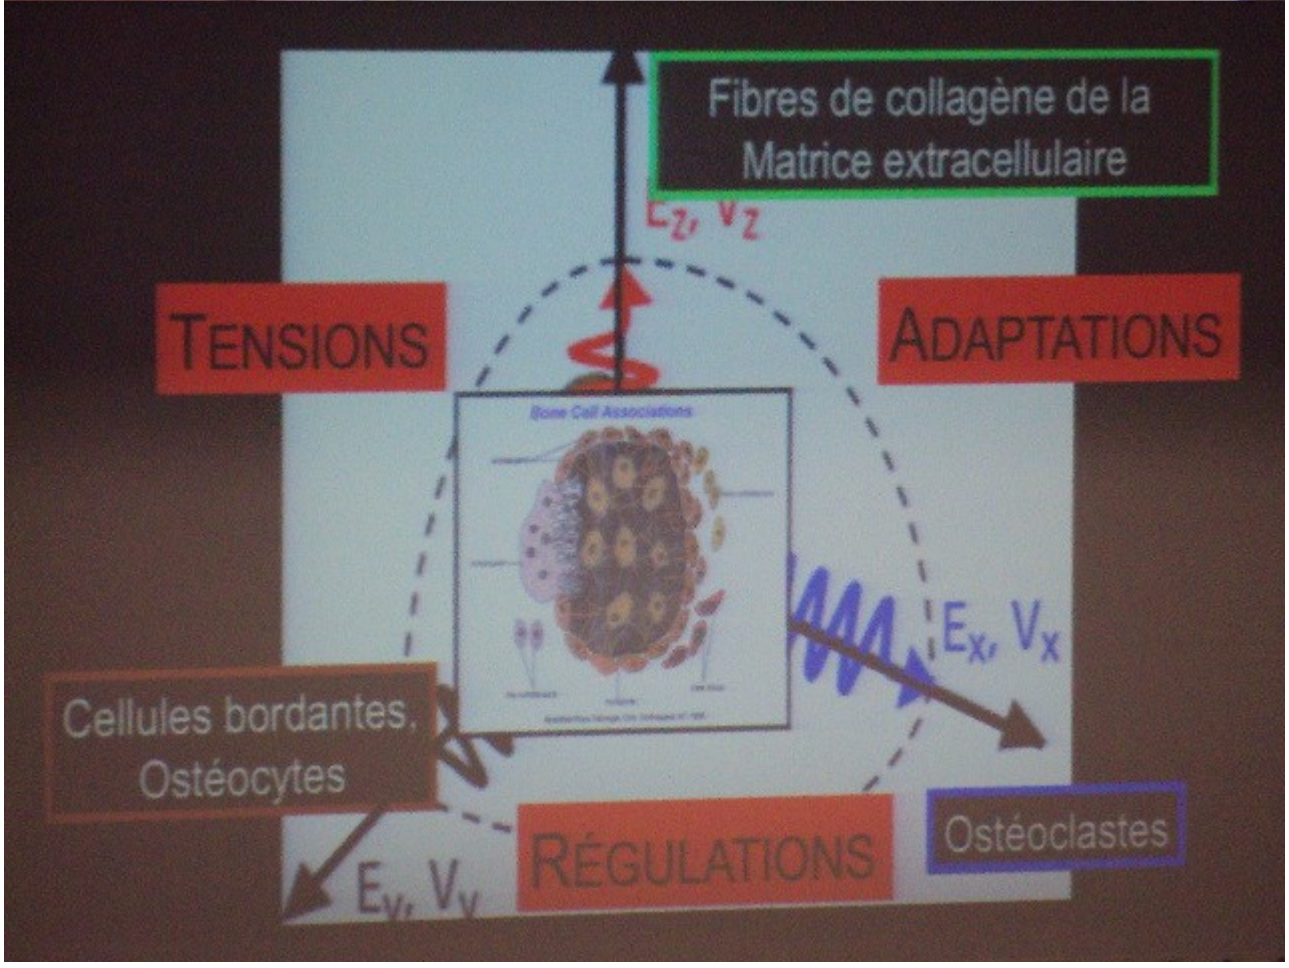 Fibres de collagène de la
Matrice extracellulaire
Ez, Vz
TENSIONS
ADAPTATIONS
Bone Cell Associations
Ex, Vx
Cellules bordantes,
Ostéocytes
Ostéoclastes
RÉGULATIONS
Ey, Vy